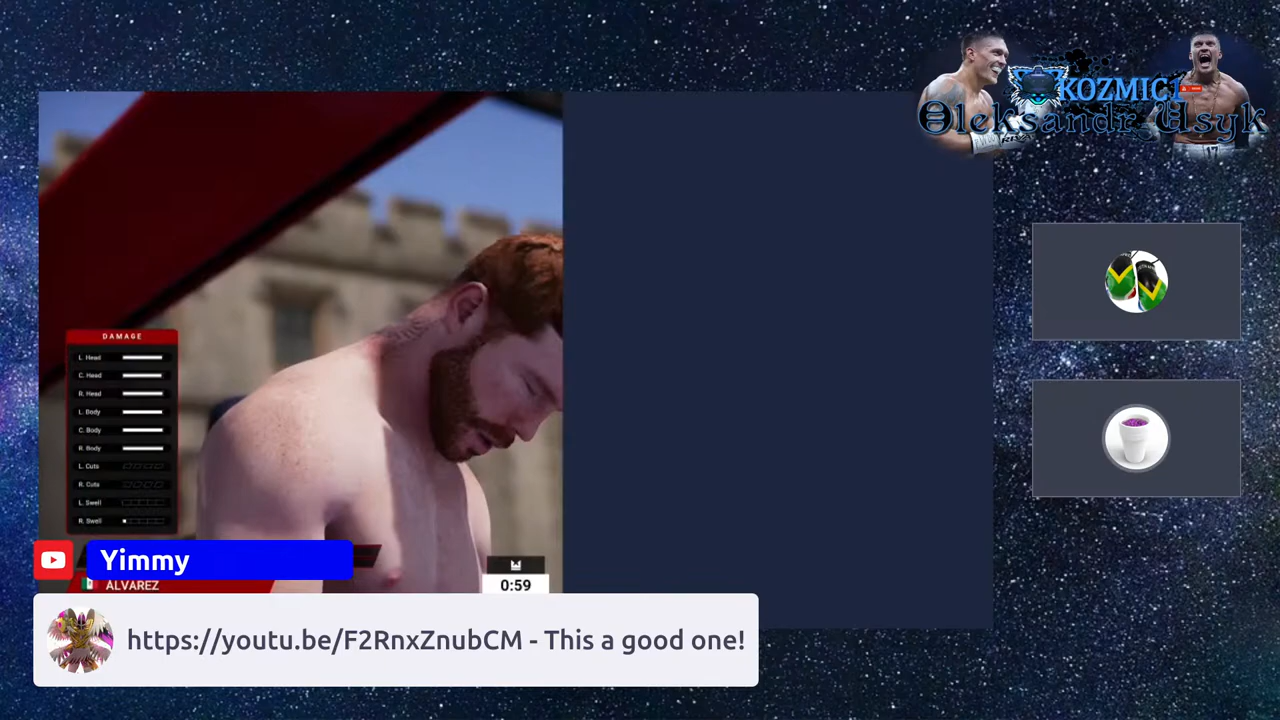 KOZMIC1
Oleksandr Usyk
DAMAGE
L. Head
C. Head
R. Head
L. Body
C. Body
R. Body
L. Cuts
R. Cuts
L. Swell
R. Swell
Yimmy
ALVAREZ
0:59
https://youtu.be/F2RnxZnubCM - This a good one!